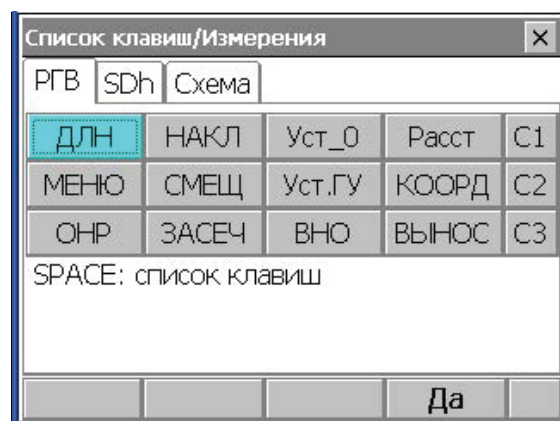 Список клавиш/Измерения
РГВ SDh Схема
ДЛН НАКЛ Уст_0 Расст С1
МЕНЮ СМЕЩ Уст.ГУ КООРД С2
ОНР ЗАСЕЧ ВНО ВЫНОС С3
SPACE: список клавиш
Да